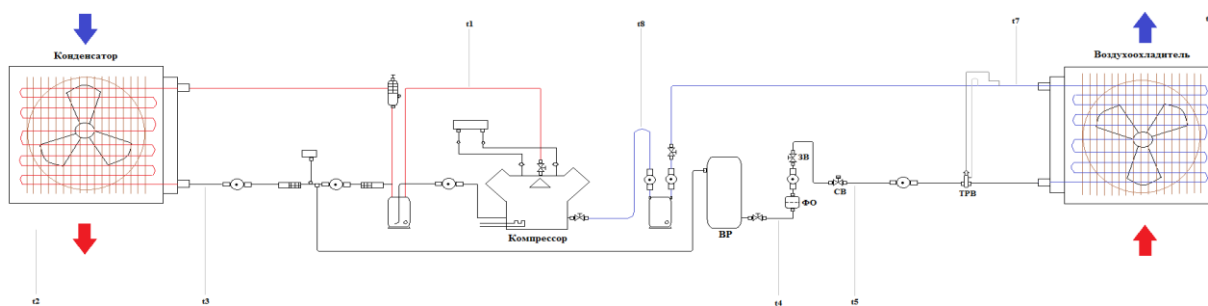 t1
t8
t7
Конденсатор
Воздухоохладитель
ЗВ
СВ
ТРВ
ФО
ВР
Компрессор
t2
t3
t4
t5